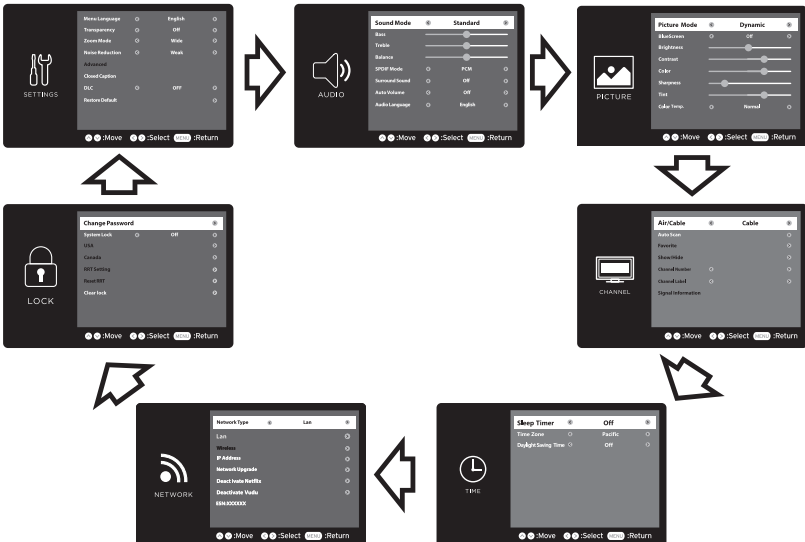 SETTINGS
Menu Language English
Transparency Off
Zoom Mode Wide
Noise Reduction Weak
Advanced
Closed Caption
DLC OFF
Restore Default
:Move :Select MENU :Return
AUDIO
Sound Mode Standard
Bass
Treble
Balance
SPDIF Mode PCM
Surround Sound Off
Auto Volume Off
Audio Language English
:Move :Select MENU :Return
PICTURE
Picture Mode Dynamic
BlueScreen Off
Brightness
Contrast
Color
Sharpness
Tint
Color Temp. Normal
:Move :Select MENU :Return
LOCK
Change Password
System Lock Off
USA
Canada
RRT Setting
Reset RRT
Clear lock
:Move :Select MENU :Return
CHANNEL
Air/Cable Cable
Auto Scan
Favorite
Show/Hide
Channel Number
Channel Label
Signal Information
:Move :Select MENU :Return
NETWORK
Network Type Lan
Lan
Wireless
IP Address
Network Upgrade
Deactivate Netflix
Deactivate Vudu
ESN:XXXXXX
:Move :Select MENU :Return
TIME
Sleep Timer Off
Time Zone Pacific
Daylight Saving Time Off
:Move :Select MENU :Return